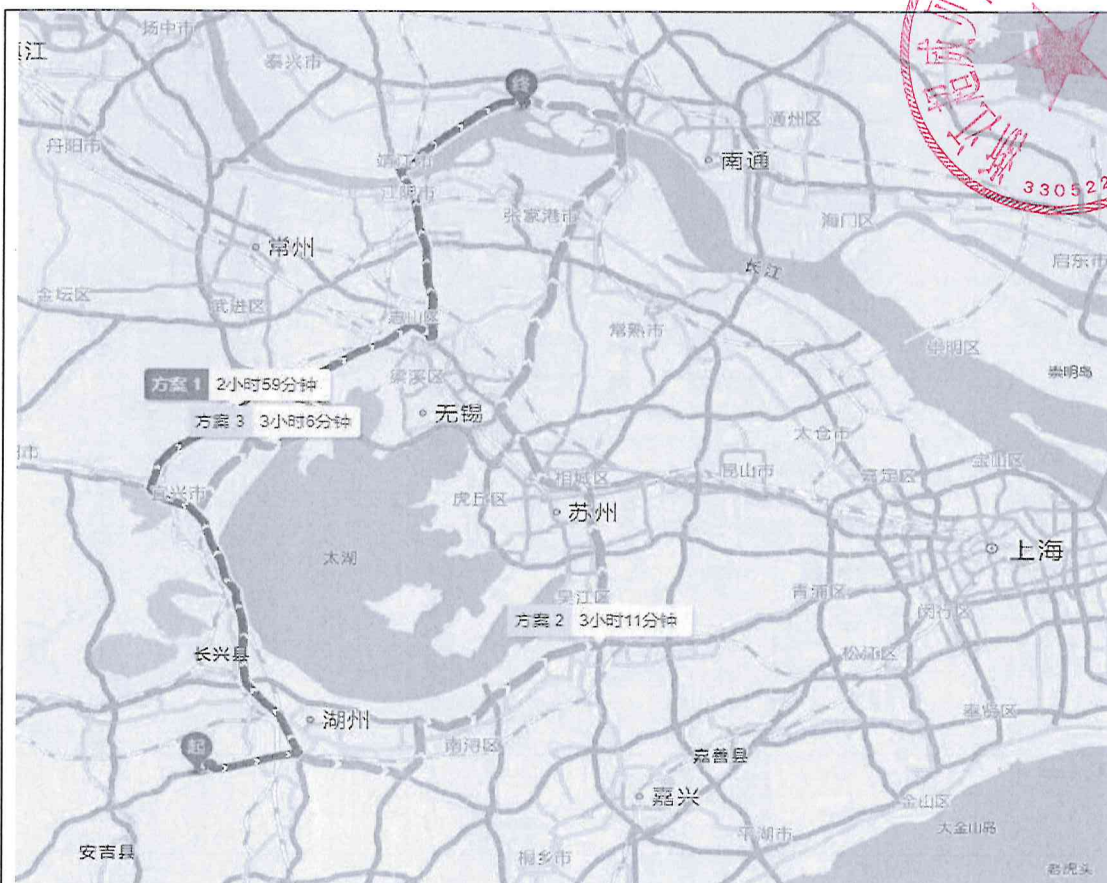 扬中市
镇江
泰兴市
终
通州区
丹阳市
靖江市
南通
江阴市
330522
张家港市
海门区
常州
长江
启东市
金坛区
武进区
惠山区
常熟市
崇明区
崇明岛
梁溪区
方案 1 2小时59分钟
无锡
方案 3 3小时6分钟
太仓市
宝山区
相城区
昆山市
嘉定区
宜兴市
虎丘区
苏州
上海
太湖
吴江区
青浦区
闵行区
方案 2 3小时11分钟
长兴县
松江区
湖州
奉贤区
起
南浔区
嘉善县
嘉兴
金山区
平湖市
大金山岛
安吉县
桐乡市
老虎头